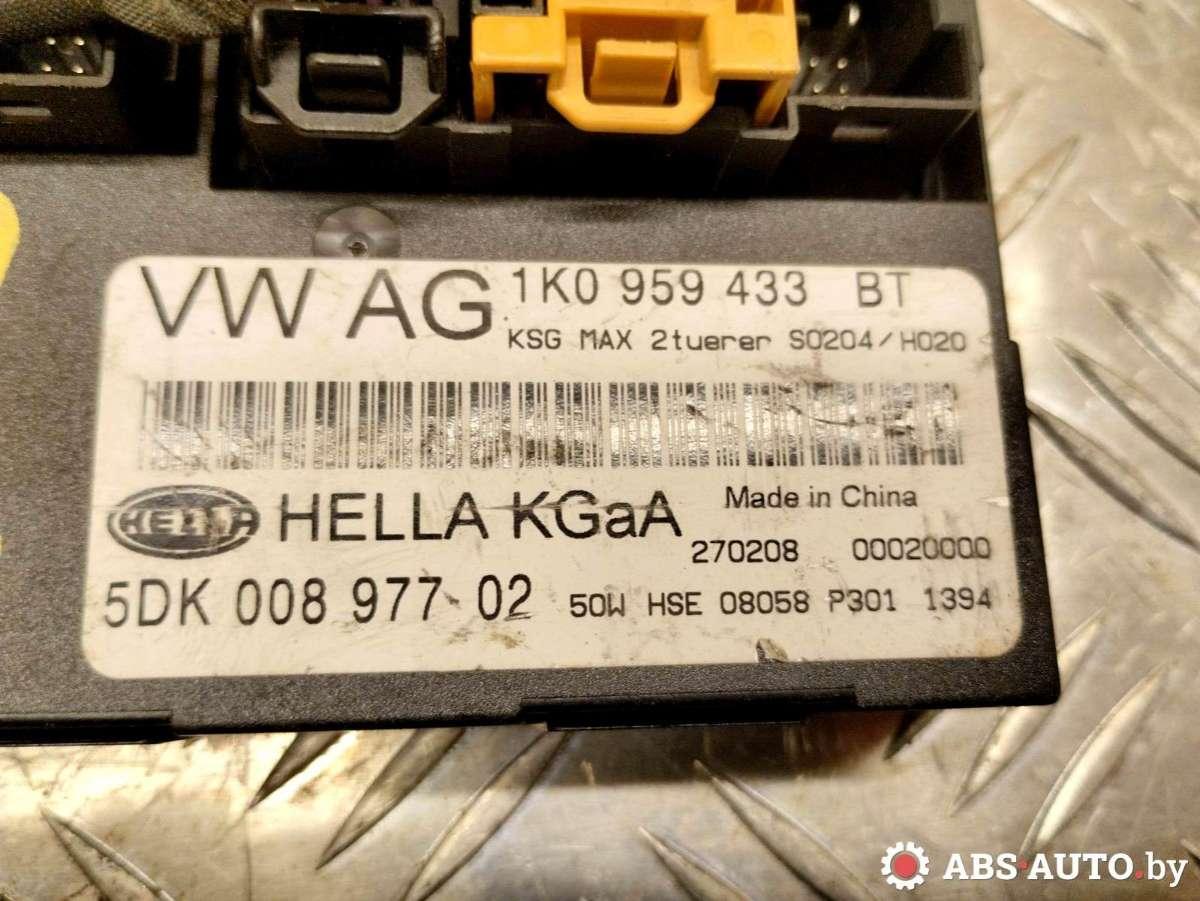 VW AG 1K0 959 433 BT
KSG MAX 2tuerer S0204/H020
HELLA HELLA KGaA Made in China
270208 00020000
5DK 008 977-02 50W HSE 08058 P301 1394
ABS-AUTO.by